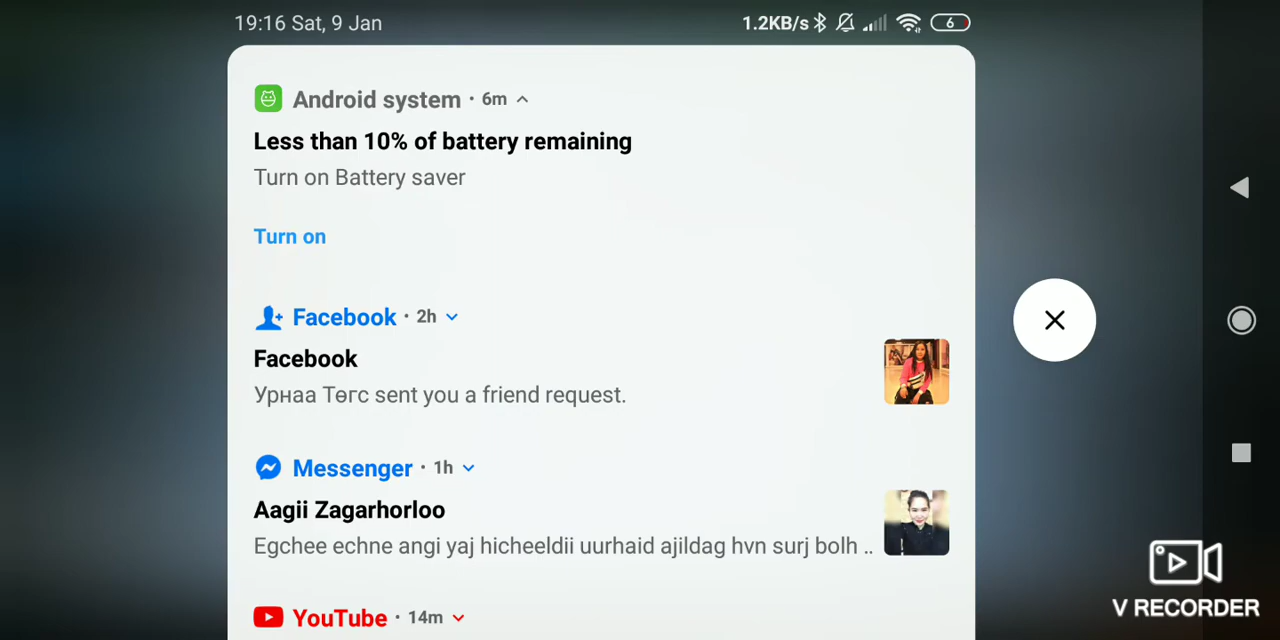 19:16 Sat, 9 Jan 1.2KB/s 6
Android system · 6m
Less than 10% of battery remaining
Turn on Battery saver
Turn on
Facebook · 2h
Facebook
Урнаа Төгс sent you a friend request.
Messenger · 1h
Aagii Zagarhorloo
Egchee echne angi yaj hicheeldii uurhaid ajildag hvn surj bolh ..
YouTube · 14m
V RECORDER